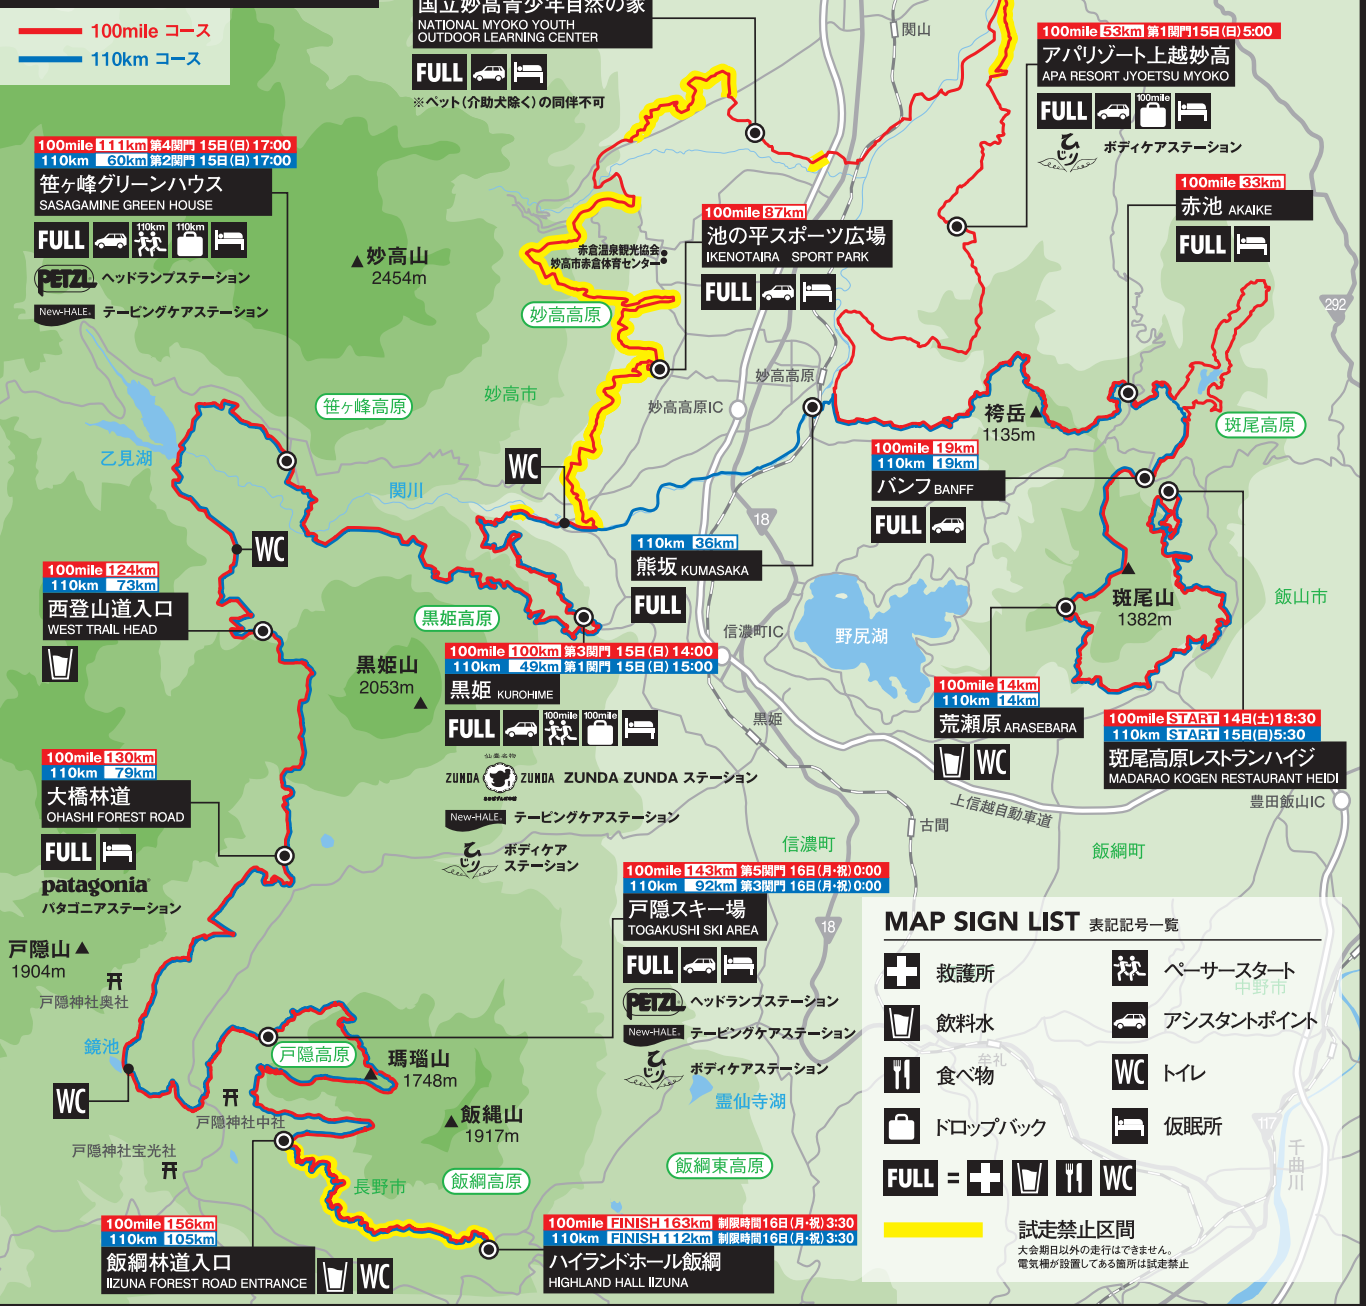 100mile コース
110km コース
国立妙高青少年自然の家
NATIONAL MYOKO YOUTH
OUTDOOR LEARNING CENTER
FULL
※ペット(介助犬除く)の同伴不可
関山
100mile 53km 第1関門15日(日)5:00
アパリゾート上越妙高
APA RESORT JYOETSU MYOKO
FULL 100mile
ひじり ボディケアステーション
100mile 111km 第4関門 15日(日)17:00
110km 60km 第2関門 15日(日)17:00
笹ヶ峰グリーンハウス
SASAGAMINE GREEN HOUSE
FULL 110km 110km
PETZL ヘッドランプステーション
New-HALE. テーピングケアステーション
100mile 33km
赤池 AKAIKE
FULL
100mile 87km
池の平スポーツ広場
IKENOTAIRA SPORT PARK
FULL
妙高山
2454m
赤倉温泉観光協会
妙高市赤倉体育センター
妙高高原
292
笹ヶ峰高原
妙高市
妙高高原
妙高高原IC
袴岳
1135m
斑尾高原
乙見湖
関川
WC
100mile 19km
110km 19km
バンフ BANFF
FULL
18
WC
110km 36km
熊坂 KUMASAKA
FULL
100mile 124km
110km 73km
西登山道入口
WEST TRAIL HEAD
黒姫高原
信濃町IC
野尻湖
斑尾山
1382m
飯山市
黒姫山
2053m
100mile 100km 第3関門 15日(日)14:00
110km 49km 第1関門 15日(日)15:00
黒姫 KUROHIME
FULL 100mile 100mile
ZUNDA ZUNDA ZUNDA ZUNDA ステーション
New-HALE. テーピングケアステーション
ひじり ボディケア
ステーション
黒姫
100mile 14km
110km 14km
荒瀬原 ARASEBARA
WC
100mile START 14日(土)18:30
110km START 15日(日)5:30
斑尾高原レストランハイジ
MADARAO KOGEN RESTAURANT HEIDI
100mile 130km
110km 79km
大橋林道
OHASHI FOREST ROAD
FULL
patagonia
パタゴニアステーション
上信越自動車道
豊田飯山IC
古間
信濃町
飯綱町
100mile 143km 第5関門 16日(月・祝)0:00
110km 92km 第3関門 16日(月・祝)0:00
戸隠スキー場
TOGAKUSHI SKI AREA
FULL
PETZL ヘッドランプステーション
New-HALE. テーピングケアステーション
ひじり ボディケアステーション
18
戸隠山
1904m
戸隠神社奥社
鏡池
WC
戸隠高原
瑪瑙山
1748m
戸隠神社中社
戸隠神社宝光社
飯縄山
1917m
霊仙寺湖
飯綱東高原
飯綱高原
長野市
100mile 156km
110km 105km
飯綱林道入口
IIZUNA FOREST ROAD ENTRANCE
WC
100mile FINISH 163km 制限時間16日(月・祝)3:30
110km FINISH 112km 制限時間16日(月・祝)3:30
ハイランドホール飯綱
HIGHLAND HALL IIZUNA
MAP SIGN LIST 表記記号一覧
救護所
ペーサースタート
中野市
飲料水
アシスタントポイント
牟礼
食べ物
WC トイレ
ドロップバック
仮眠所
117
千曲川
FULL = WC
試走禁止区間
大会期日以外の走行はできません。
電気柵が設置してある箇所は試走禁止